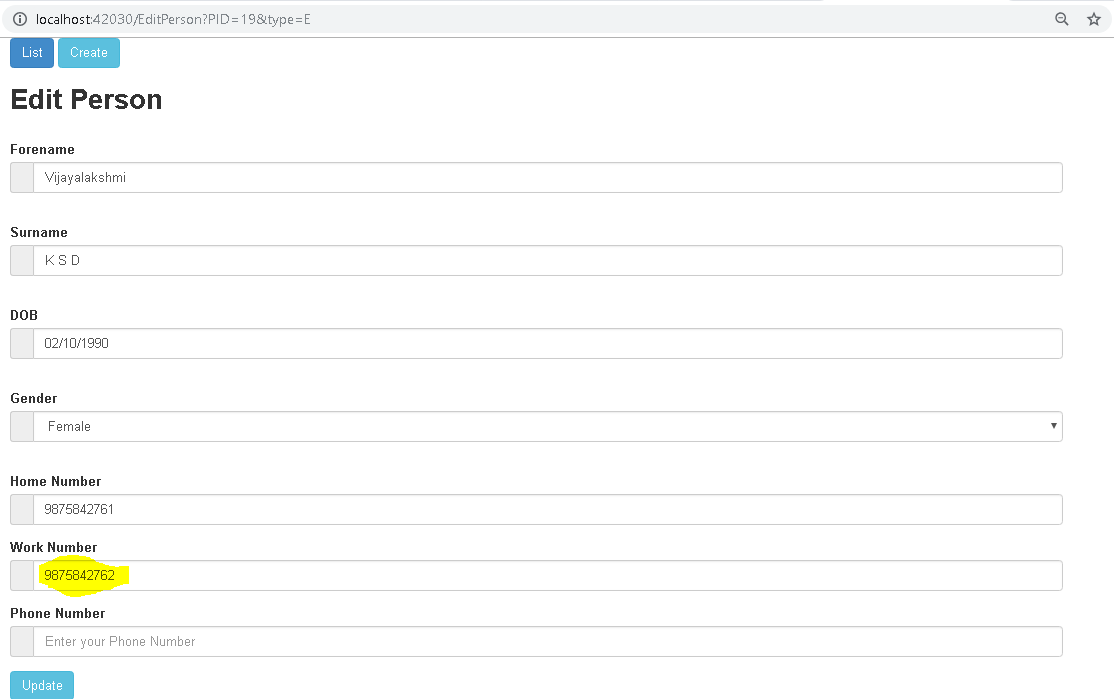 localhost:42030/EditPerson?PID=19&type=E
List Create
Edit Person
Forename
Vijayalakshmi
Surname
K S D
DOB
02/10/1990
Gender
Female
Home Number
9875842761
Work Number
9875842762
Phone Number
Enter your Phone Number
Update